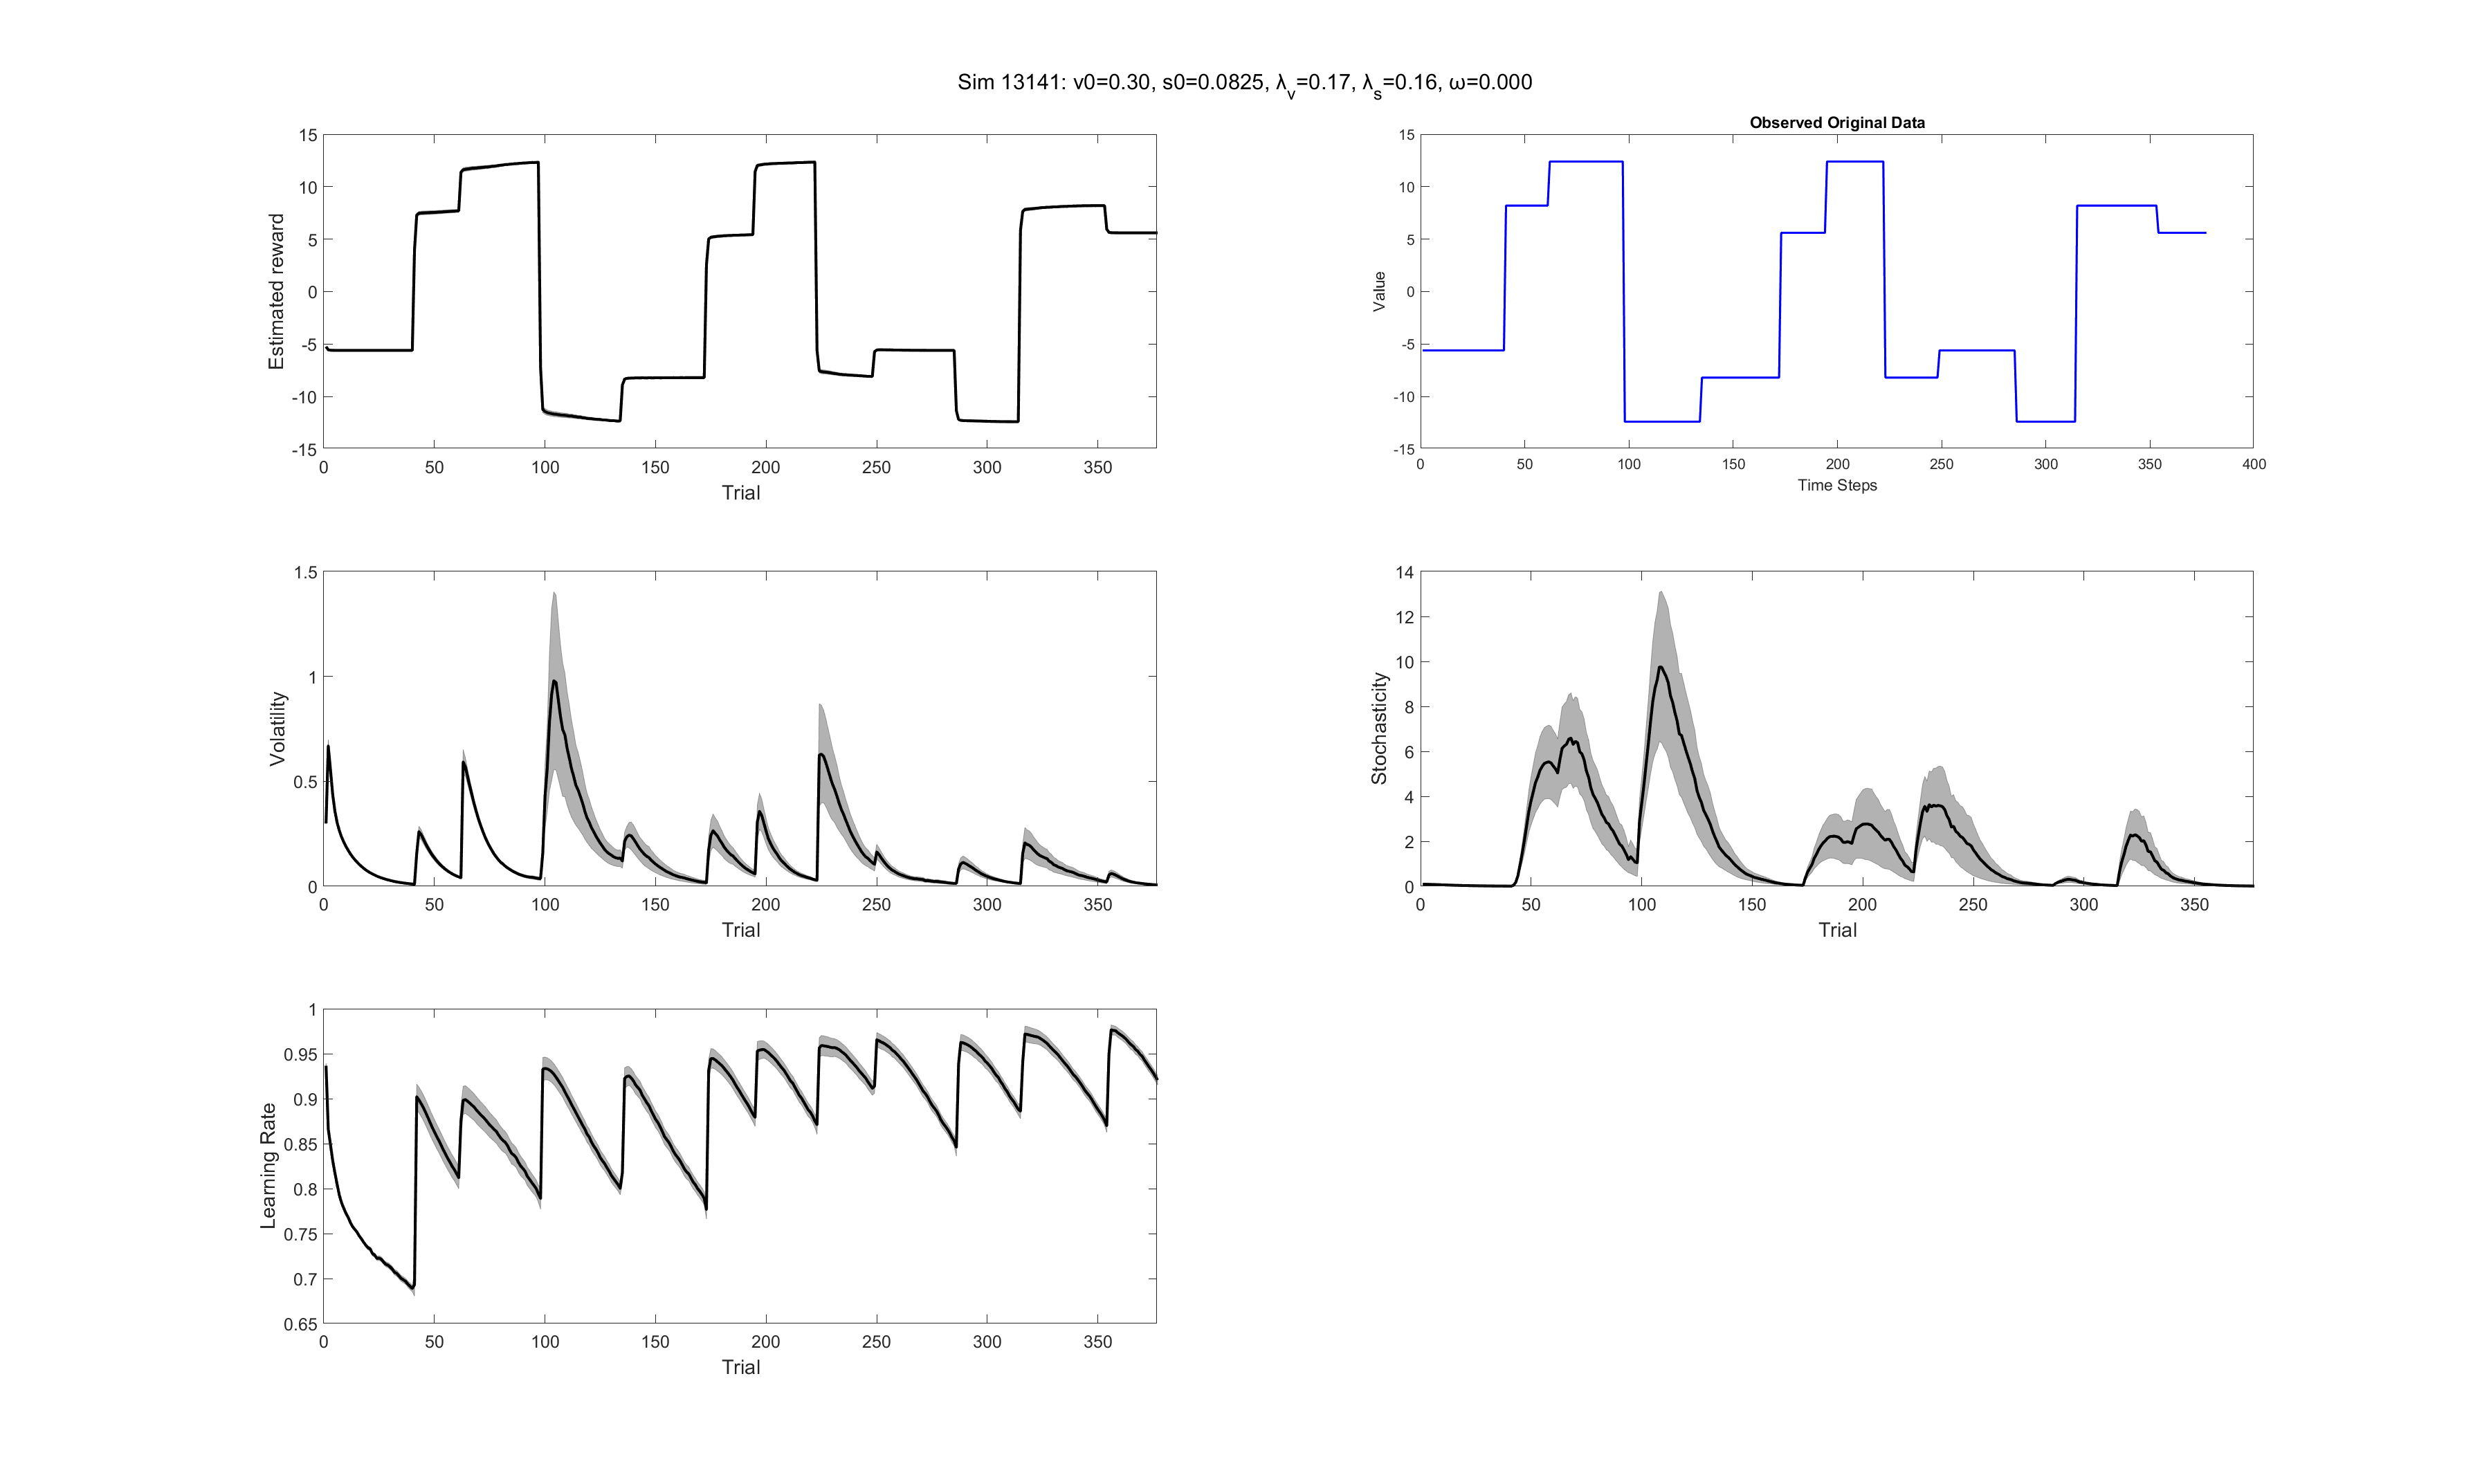 Sim 13141: v0=0.30, s0=0.0825, λv=0.17, λs=0.16, ω=0.000
15
10
5
0
-5
-10
-15
Estimated reward
0 50 100 150 200 250 300 350
Trial
Observed Original Data
15
10
5
0
-5
-10
-15
Value
0 50 100 150 200 250 300 350 400
Time Steps
1.5
1
0.5
0
Volatility
0 50 100 150 200 250 300 350
Trial
14
12
10
8
6
4
2
0
Stochasticity
0 50 100 150 200 250 300 350
Trial
1
0.95
0.9
0.85
0.8
0.75
0.7
0.65
Learning Rate
0 50 100 150 200 250 300 350
Trial